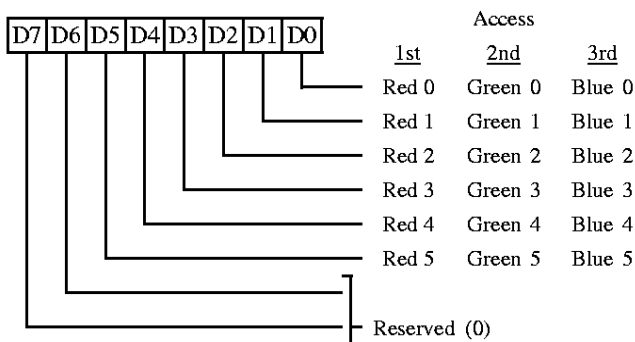 Access
D7 D6 D5 D4 D3 D2 D1 D0
1st 2nd 3rd
Red 0 Green 0 Blue 0
Red 1 Green 1 Blue 1
Red 2 Green 2 Blue 2
Red 3 Green 3 Blue 3
Red 4 Green 4 Blue 4
Red 5 Green 5 Blue 5
Reserved (0)